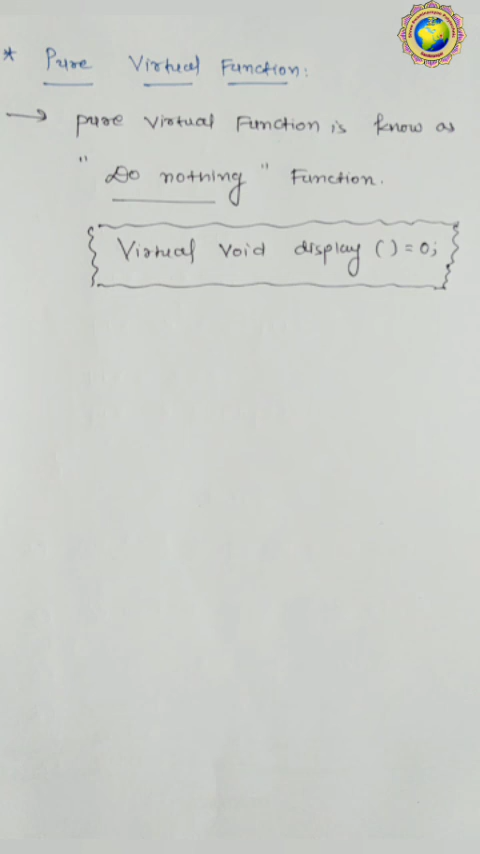 * Pure Virtual Function:
→ pure Virtual Function is know as
"Do nothing" Function.
Virtual Void display ( ) = 0;